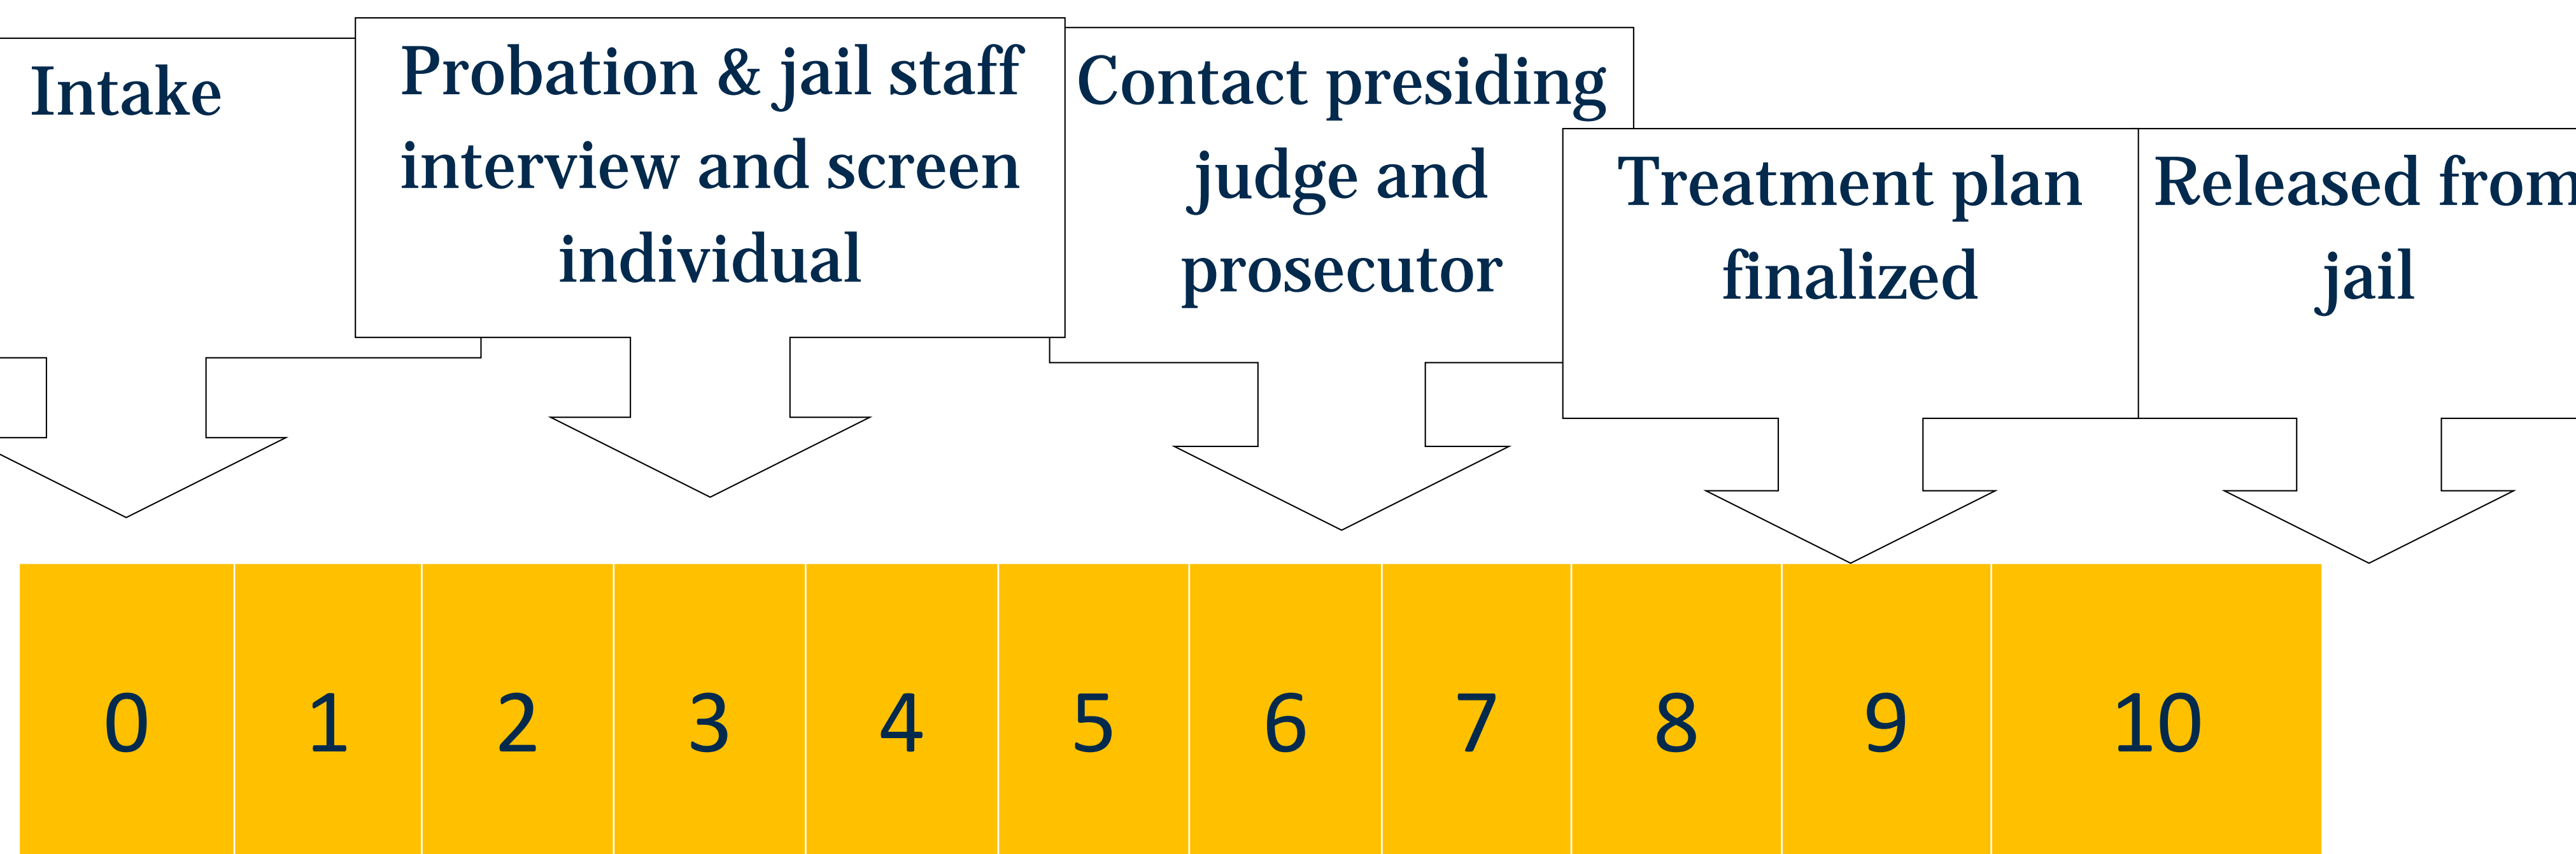 Intake
Probation & jail staff
interview and screen
individual
Contact presiding
judge and
prosecutor
Treatment plan
finalized
Released from
jail
0 1 2 3 4 5 6 7 8 9 10